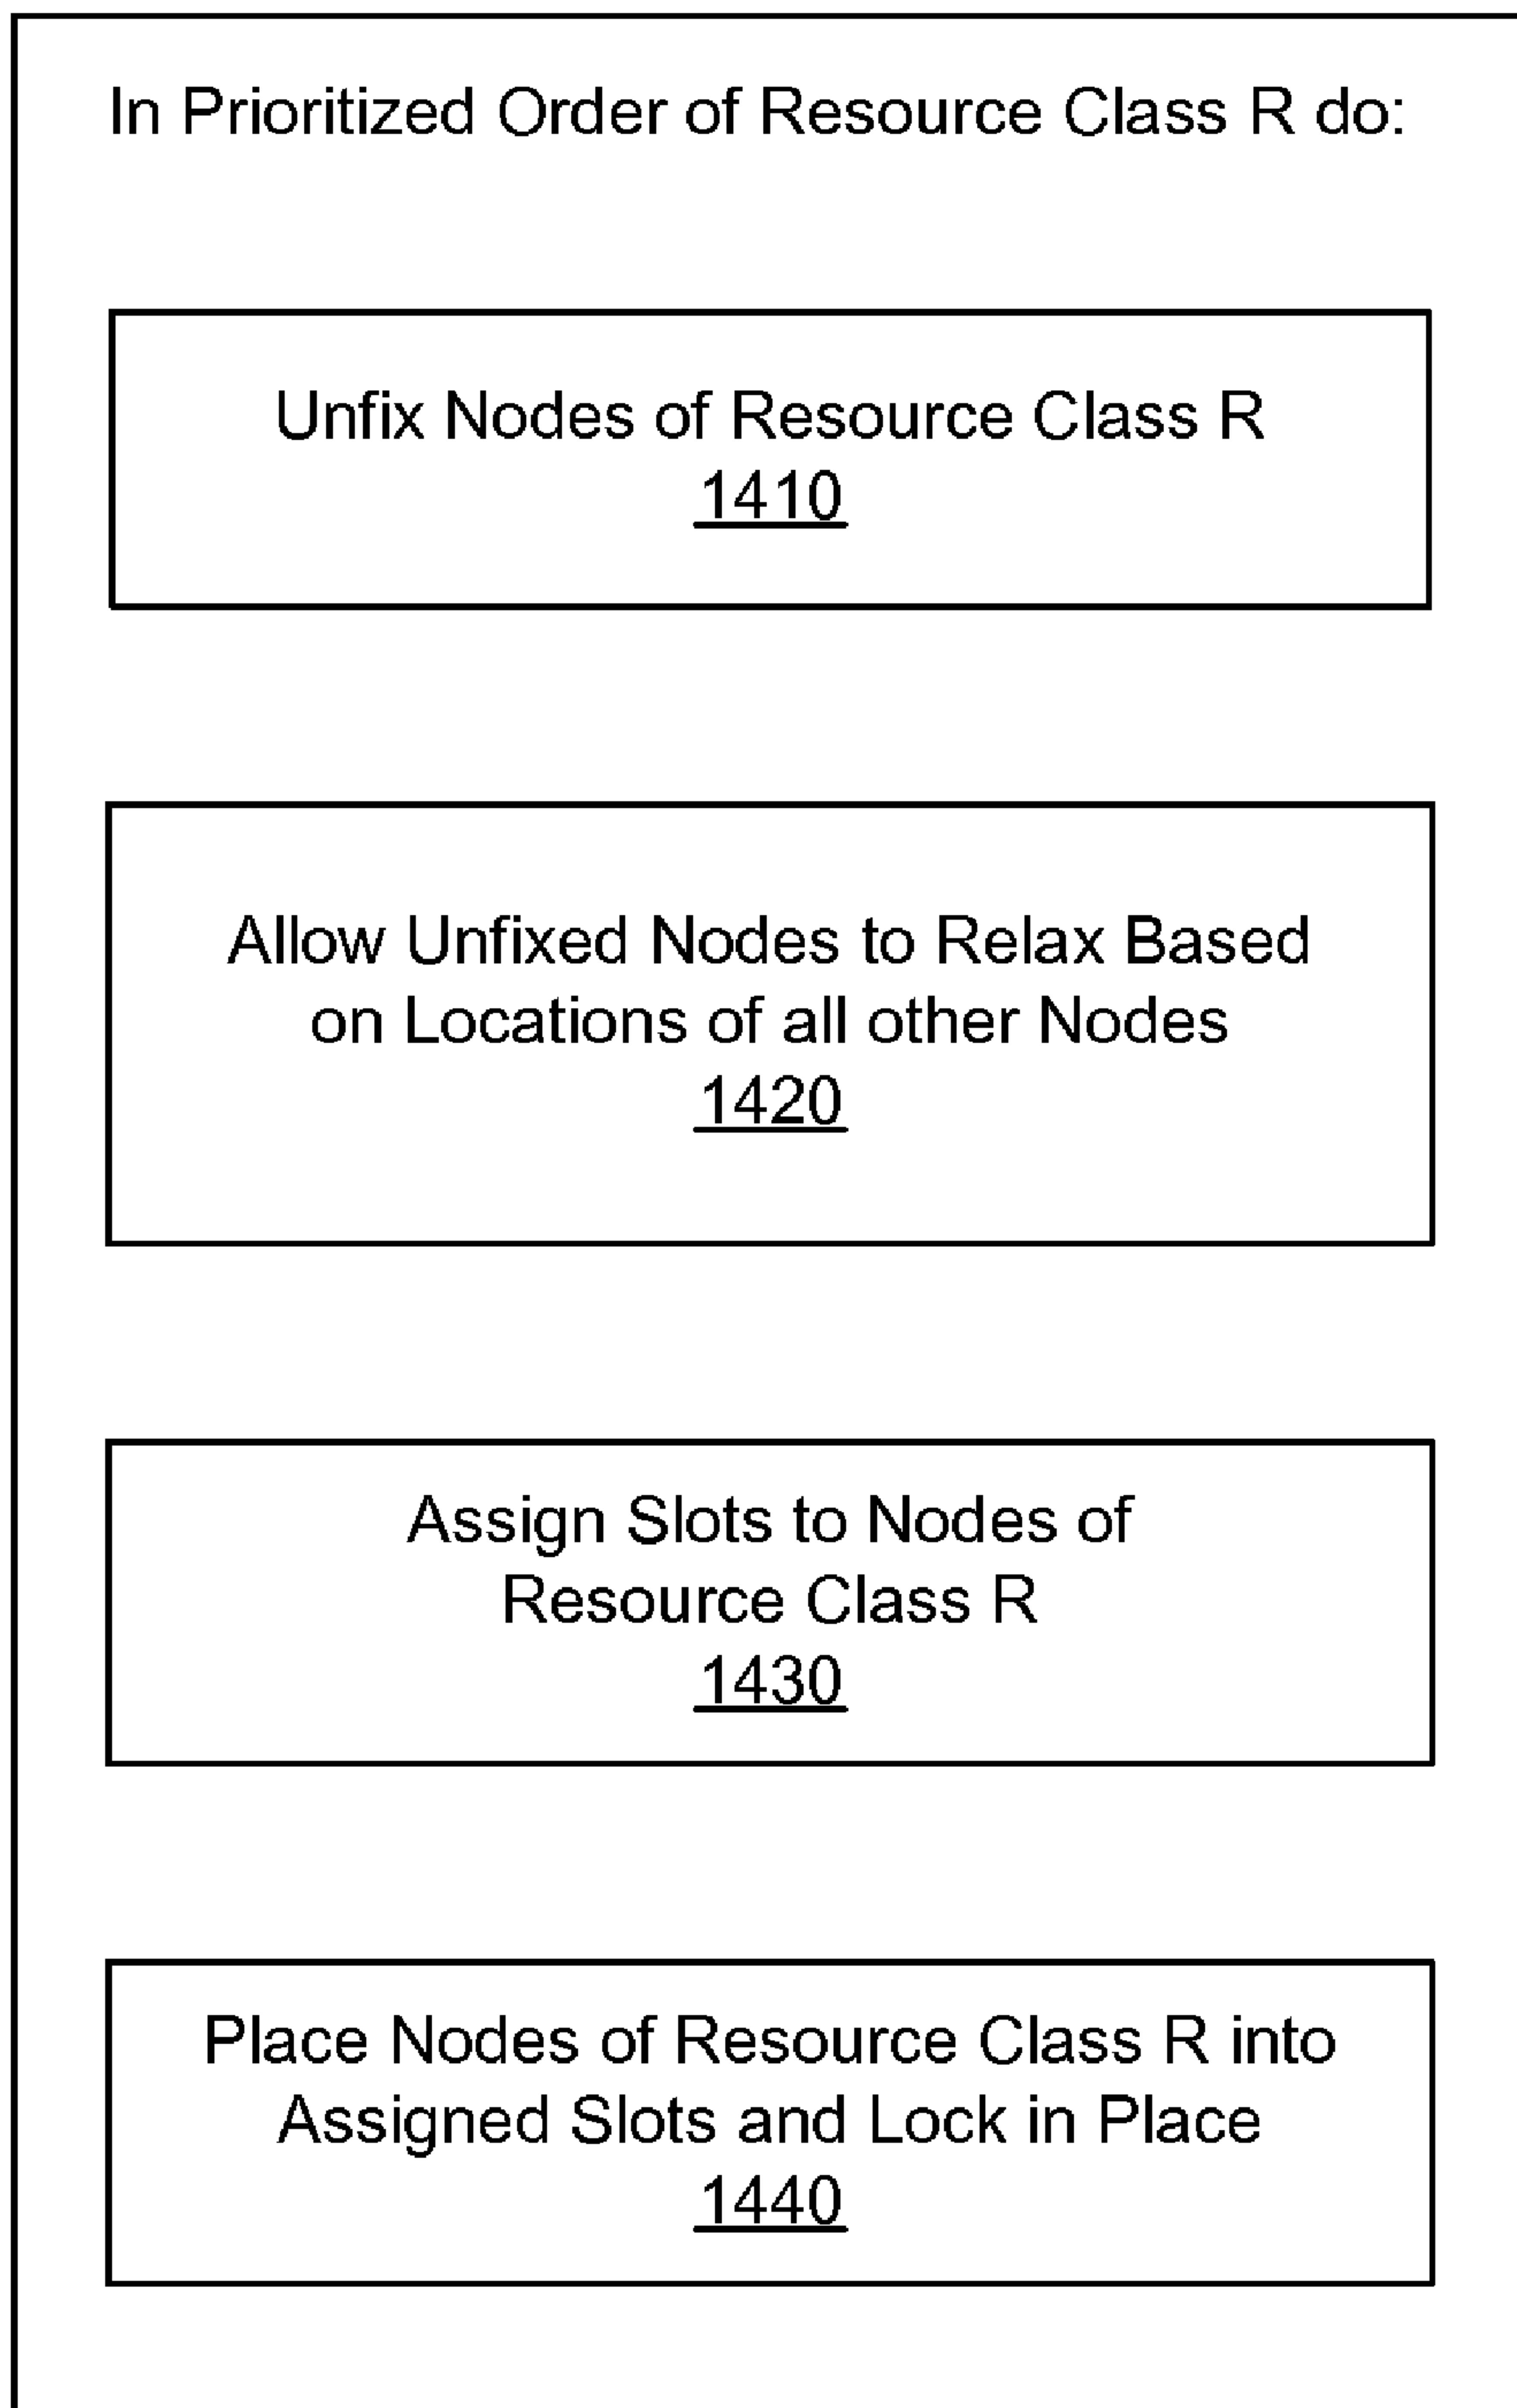 In Prioritized Order of Resource Class R do:
Unfix Nodes of Resource Class R
1410
Allow Unfixed Nodes to Relax Based
on Locations of all other Nodes
1420
Assign Slots to Nodes of
Resource Class R
1430
Place Nodes of Resource Class R into
Assigned Slots and Lock in Place
1440